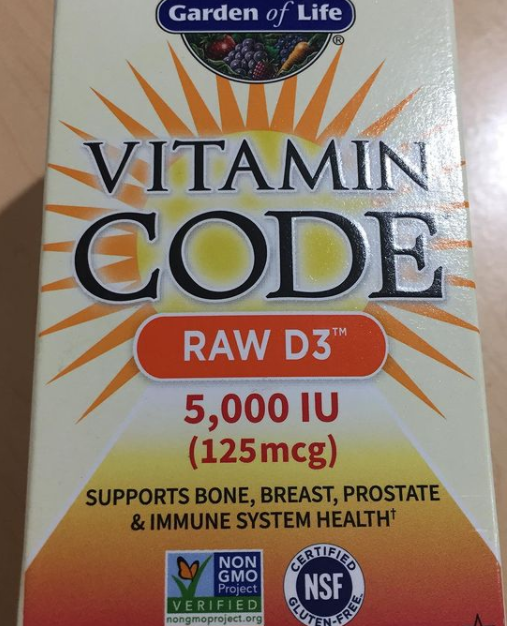 Garden of Life
®
VITAMIN
CODE
RAW D3™
5,000 IU
(125mcg)
SUPPORTS BONE, BREAST, PROSTATE
& IMMUNE SYSTEM HEALTH†
NON
GMO
Project
VERIFIED
nongmoproject.org
CERTIFIED
NSF
GLUTEN-FREE